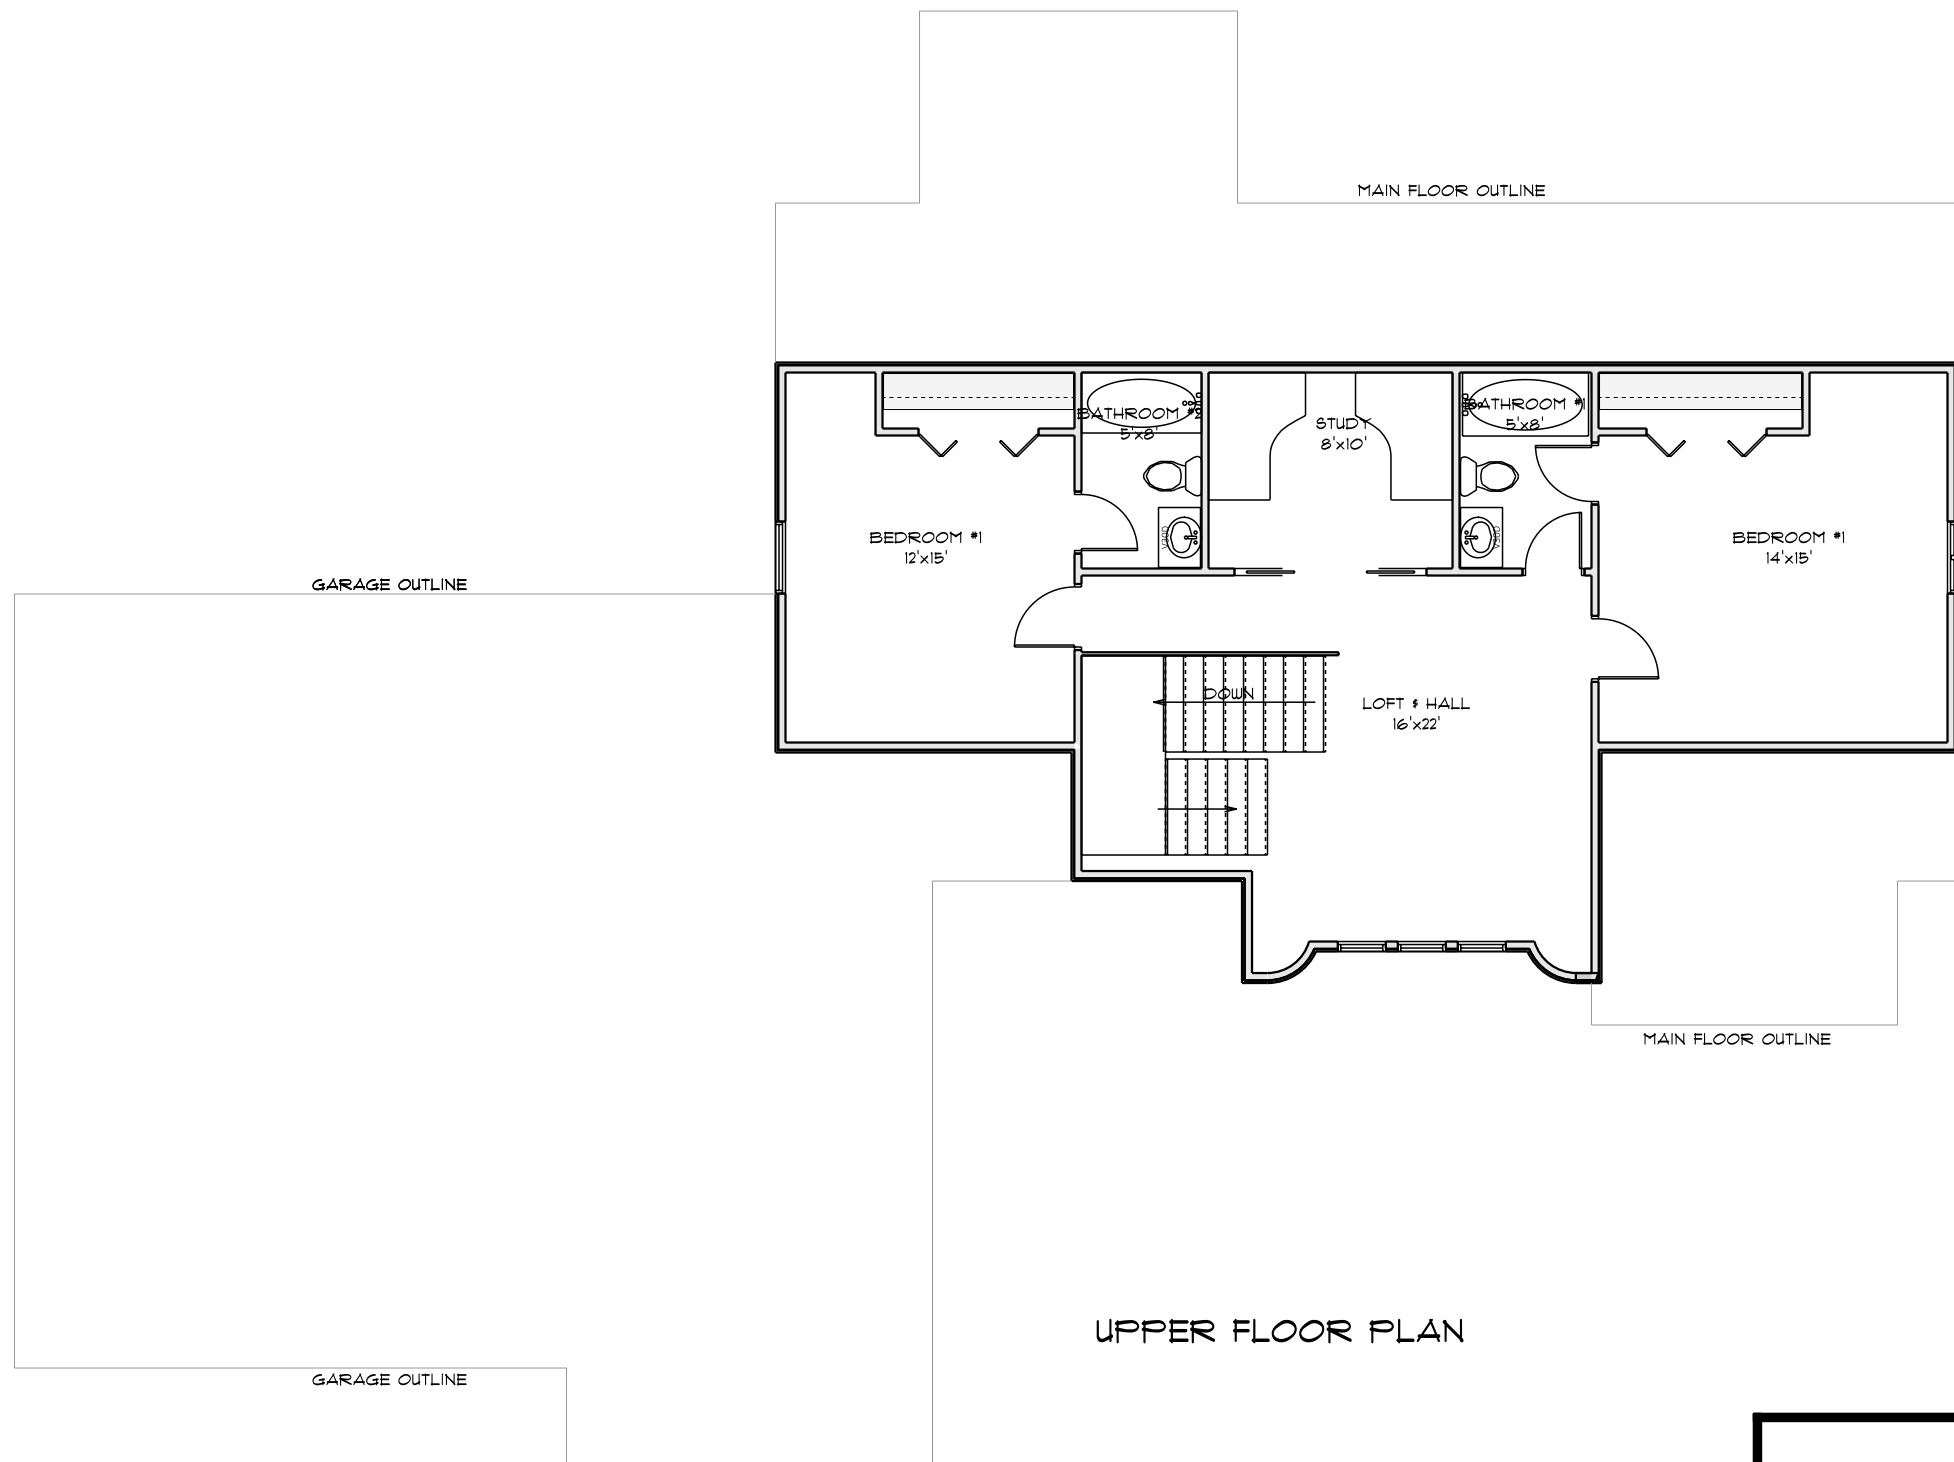 MAIN FLOOR OUTLINE
BATHROOM #1
5'x8'
STUDY
8'x10'
BATHROOM #1
5'x8'
BEDROOM #1
12'x15'
BEDROOM #1
14'x15'
GARAGE OUTLINE
DOWN
LOFT & HALL
16'x22'
MAIN FLOOR OUTLINE
UPPER FLOOR PLAN
GARAGE OUTLINE